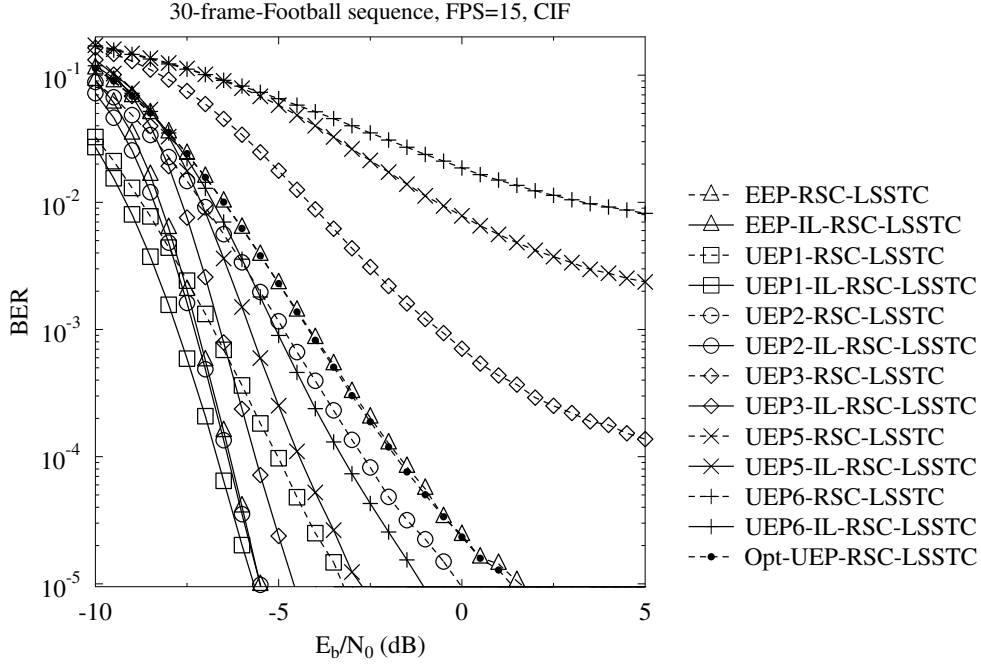 30-frame-Football sequence, FPS=15, CIF
BER
10^-1
10^-2
10^-3
10^-4
10^-5
-10
-5
0
5
E_b/N_0 (dB)
EEP-RSC-LSSTC
EEP-IL-RSC-LSSTC
UEP1-RSC-LSSTC
UEP1-IL-RSC-LSSTC
UEP2-RSC-LSSTC
UEP2-IL-RSC-LSSTC
UEP3-RSC-LSSTC
UEP3-IL-RSC-LSSTC
UEP5-RSC-LSSTC
UEP5-IL-RSC-LSSTC
UEP6-RSC-LSSTC
UEP6-IL-RSC-LSSTC
Opt-UEP-RSC-LSSTC